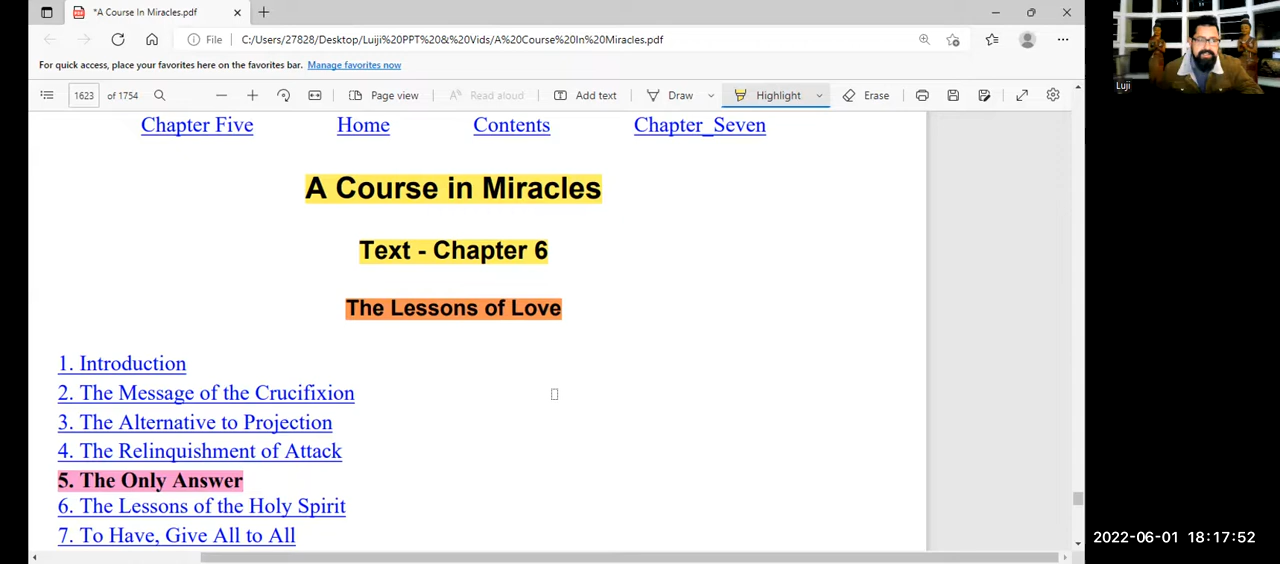 *A Course In Miracles.pdf
File C:/Users/27828/Desktop/Luiji%20PPT%20&%20Vids/A%20Course%20In%20Miracles.pdf
For quick access, place your favorites here on the favorites bar. Manage favorites now
1623 of 1754 Page view Read aloud Add text Draw Highlight Erase
Luji
Chapter Five Home Contents Chapter_Seven
A Course in Miracles
Text - Chapter 6
The Lessons of Love
1. Introduction
2. The Message of the Crucifixion
3. The Alternative to Projection
4. The Relinquishment of Attack
5. The Only Answer
6. The Lessons of the Holy Spirit
7. To Have, Give All to All
2022-06-01 18:17:52